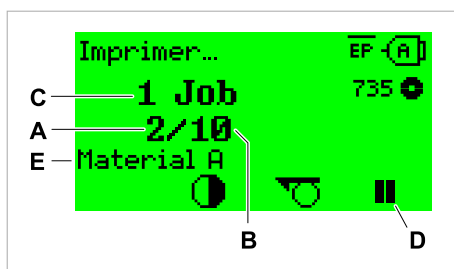 Imprimer… EP A
C 1 Job 735
A 2/10
E Material A
B D